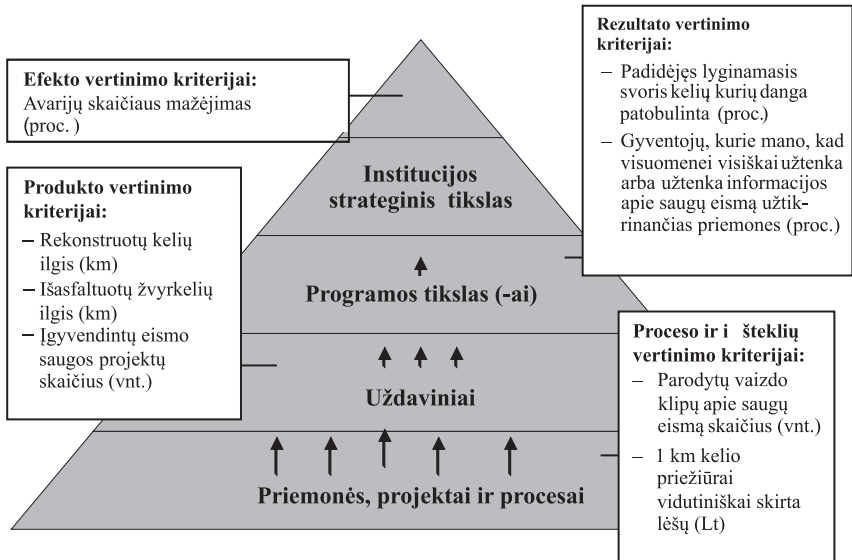 Efekto vertinimo kriterijai:
Avarijų skaičiaus mažėjimas
(proc. )
Rezultato vertinimo
kriterijai:
– Padidėjęs lyginamasis
svoris kelių kurių danga
patobulinta (proc.)
– Gyventojų, kurie mano, kad
visuomenei visiškai užtenka
arba užtenka informacijos
apie saugų eismą užtik-
rinančias priemones (proc.)
Institucijos
strateginis tikslas
Produkto vertinimo
kriterijai:
– Rekonstruotų kelių
ilgis (km)
– Išasfaltuotų žvyrkelių
ilgis (km)
– Įgyvendintų eismo
saugos projektų
skaičius (vnt.)
Programos tikslas (-ai)
Uždaviniai
Proceso ir i šteklių
vertinimo kriterijai:
– Parodytų vaizdo
klipų apie saugų
eismą skaičius (vnt.)
– 1 km kelio
priežiūrai
vidutiniškai skirta
lėšų (Lt)
Priemonės, projektai ir procesai